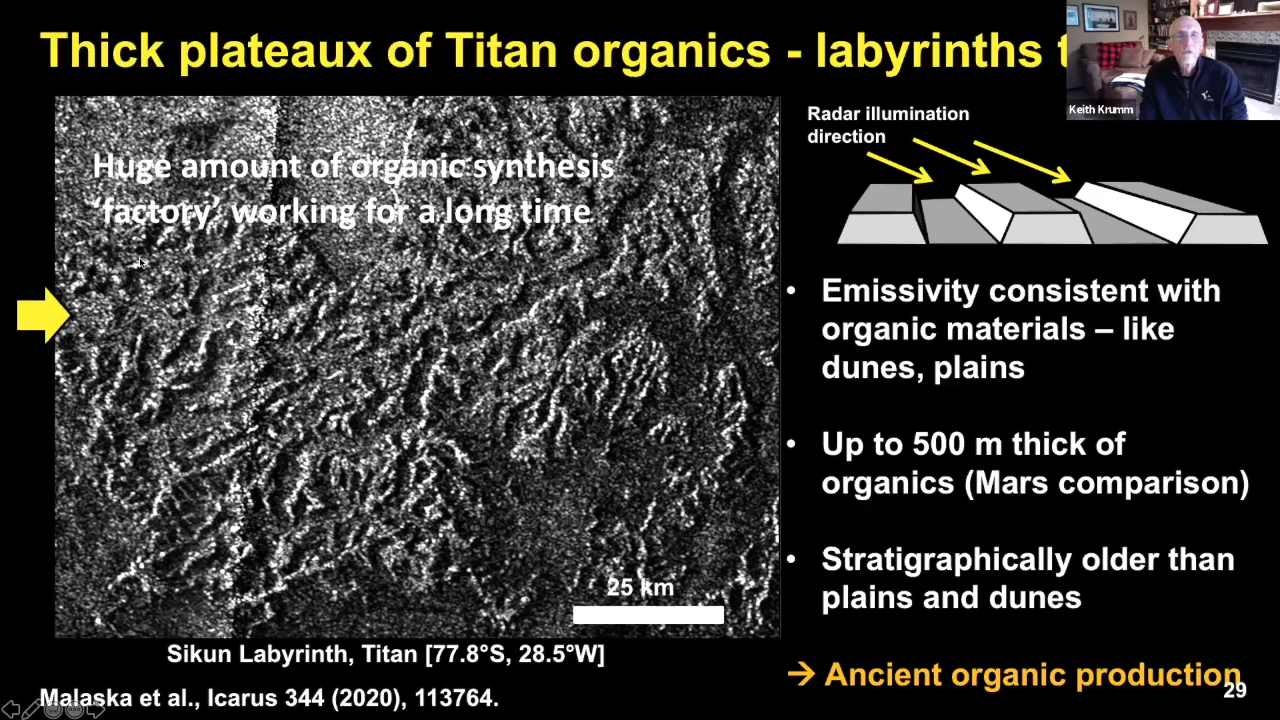 Thick plateaux of Titan organics - labyrinths
Keith Krumm
Radar illumination
direction
Huge amount of organic synthesis
‘factory’ working for a long time
• Emissivity consistent with
organic materials – like
dunes, plains
• Up to 500 m thick of
organics (Mars comparison)
• Stratigraphically older than
plains and dunes
25 km
Sikun Labyrinth, Titan [77.8°S, 28.5°W]
→ Ancient organic production
29
Malaska et al., Icarus 344 (2020), 113764.